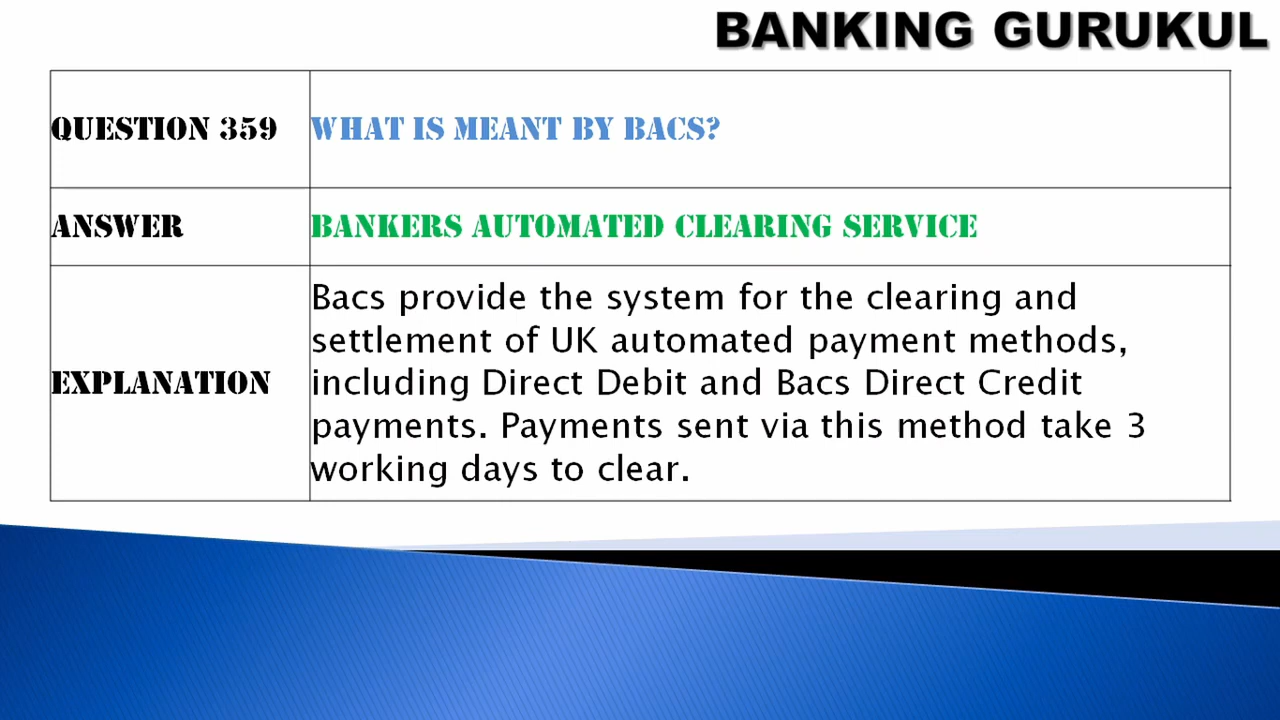 BANKING GURUKUL
QUESTION 359
WHAT IS MEANT BY BACS?
ANSWER
BANKERS AUTOMATED CLEARING SERVICE
EXPLANATION
Bacs provide the system for the clearing and
settlement of UK automated payment methods,
including Direct Debit and Bacs Direct Credit
payments. Payments sent via this method take 3
working days to clear.